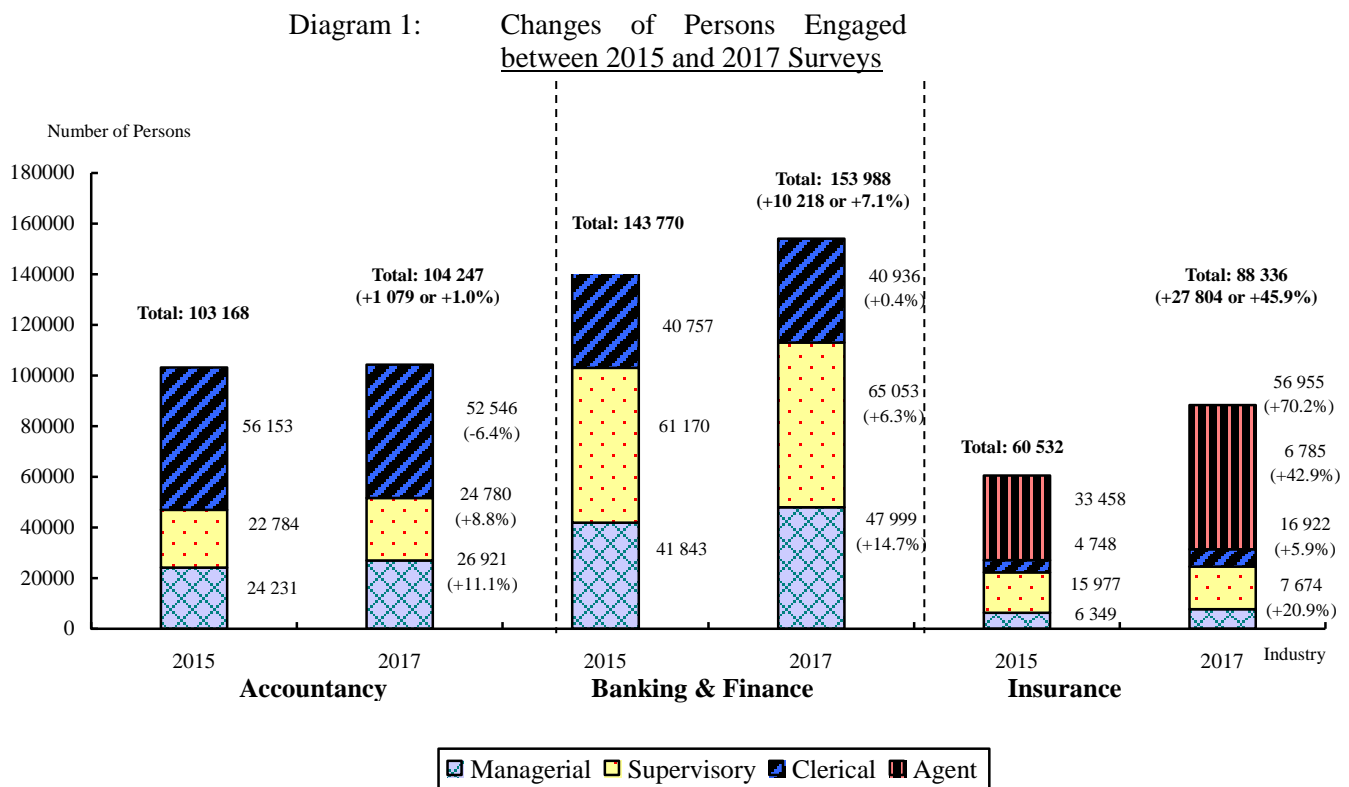 Diagram 1: Changes of Persons Engaged
between 2015 and 2017 Surveys
Number of Persons
180000
160000
140000
120000
100000
80000
60000
40000
20000
0
Total: 103 168
56 153
22 784
24 231
2015
Total: 104 247
(+1 079 or +1.0%)
52 546
(-6.4%)
24 780
(+8.8%)
26 921
(+11.1%)
2017
Accountancy
Total: 143 770
40 757
61 170
41 843
2015
Total: 153 988
(+10 218 or +7.1%)
40 936
(+0.4%)
65 053
(+6.3%)
47 999
(+14.7%)
2017
Banking & Finance
Total: 60 532
33 458
4 748
15 977
6 349
2015
Total: 88 336
(+27 804 or +45.9%)
56 955
(+70.2%)
6 785
(+42.9%)
16 922
(+5.9%)
7 674
(+20.9%)
2017
Insurance
Industry
Managerial Supervisory Clerical Agent